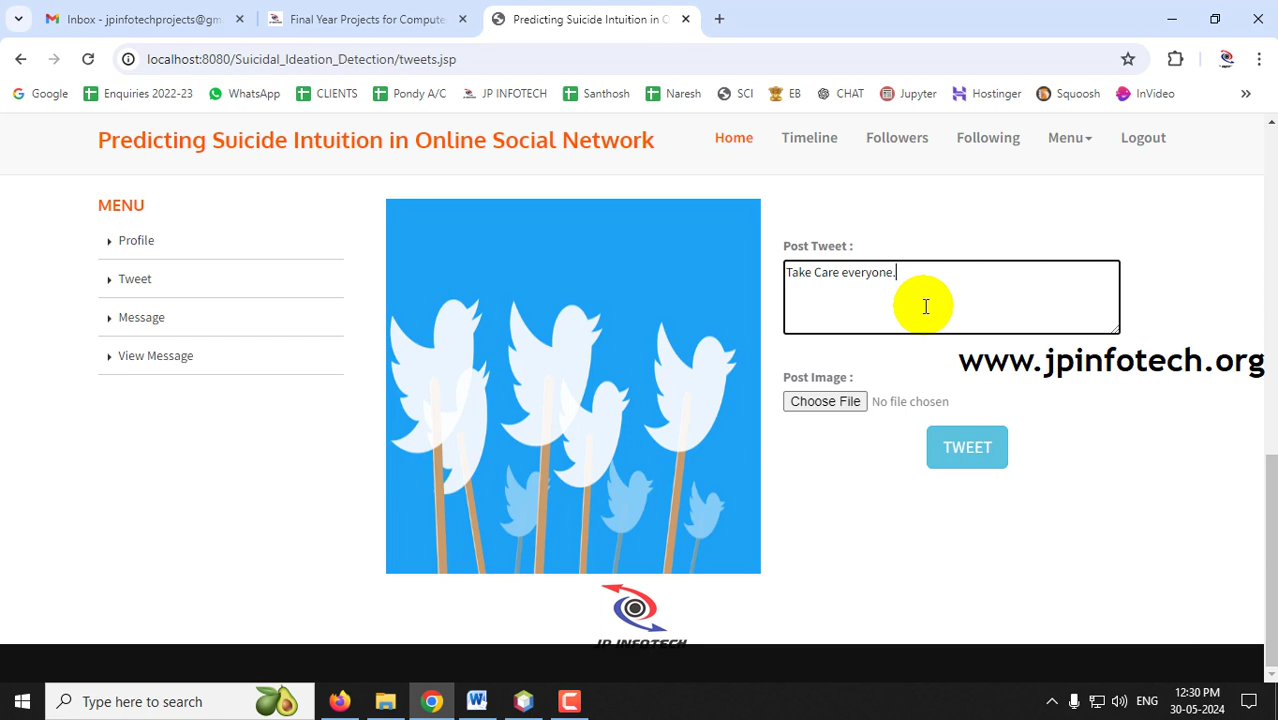 Inbox - jpinfotechprojects@gm
Final Year Projects for Compute
Predicting Suicide Intuition in O
localhost:8080/Suicidal_Ideation_Detection/tweets.jsp
Google
Enquiries 2022-23
WhatsApp
CLIENTS
Pondy A/C
JP INFOTECH
Santhosh
Naresh
SCI
EB
CHAT
Jupyter
Hostinger
Squoosh
InVideo
Predicting Suicide Intuition in Online Social Network
Home
Timeline
Followers
Following
Menu
Logout
MENU
Profile
Tweet
Message
View Message
Post Tweet :
Take Care everyone.
www.jpinfotech.org
Post Image :
Choose File No file chosen
TWEET
JP INFOTECH
Type here to search
ENG
12:30 PM
30-05-2024